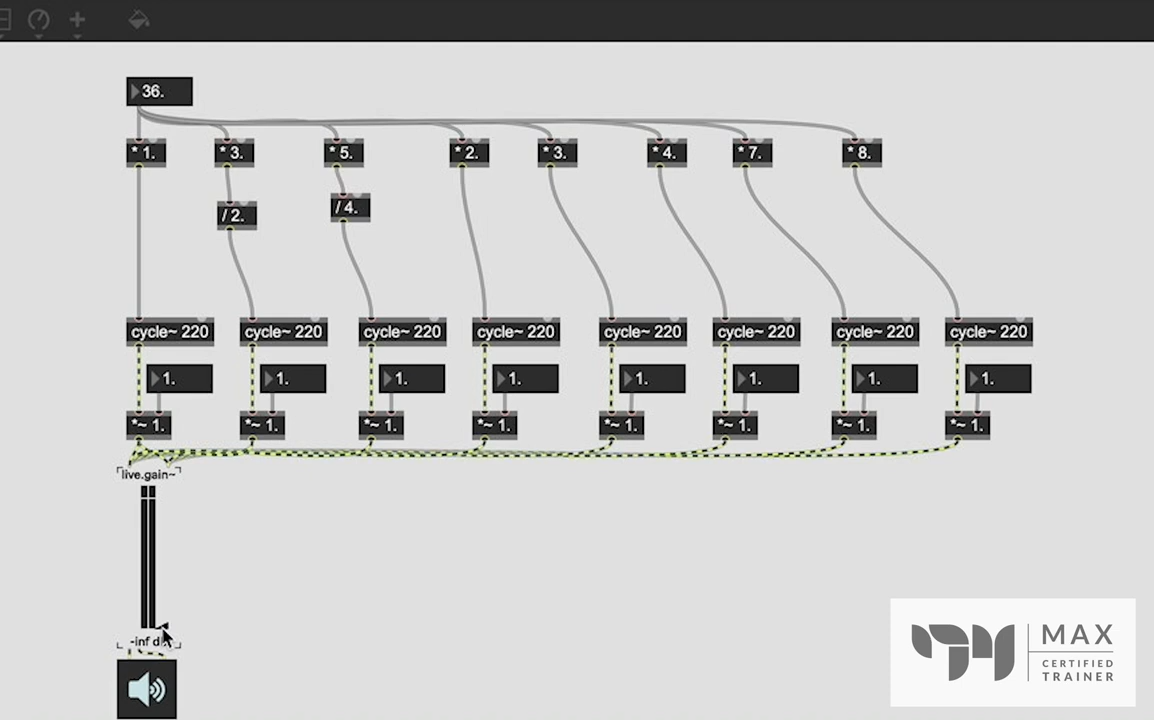 36.
* 1. * 3. * 5. * 2. * 3. * 4. * 7. * 8.
/ 2. / 4.
cycle~ 220 cycle~ 220 cycle~ 220 cycle~ 220 cycle~ 220 cycle~ 220 cycle~ 220 cycle~ 220
1. 1. 1. 1. 1. 1. 1. 1.
*~ 1. *~ 1. *~ 1. *~ 1. *~ 1. *~ 1. *~ 1. *~ 1.
live.gain~
-inf
MAX
CERTIFIED
TRAINER